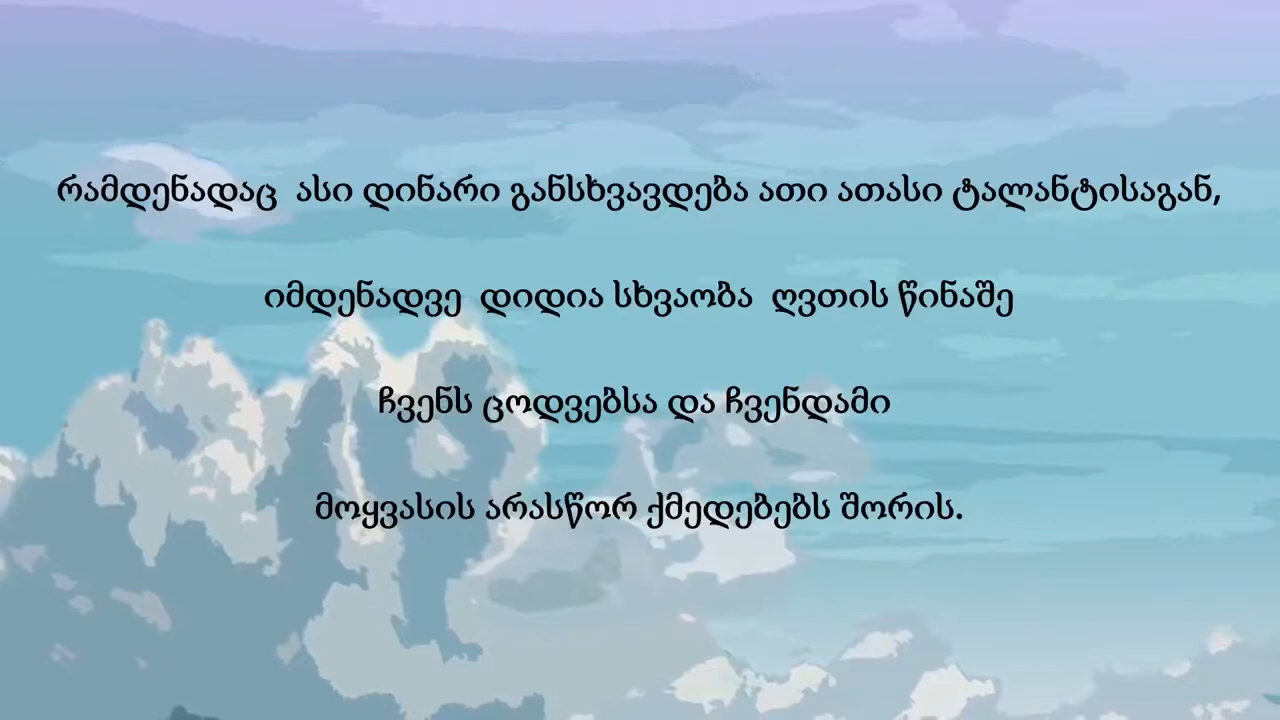 რამდენადაც ასი დინარი განსხვავდება ათი ათასი ტალანტისაგან,
იმდენადვე დიდია სხვაობა ღვთის წინაშე
ჩვენს ცოდვებსა და ჩვენდამი
მოყვასის არასწორ ქმედებებს შორის.